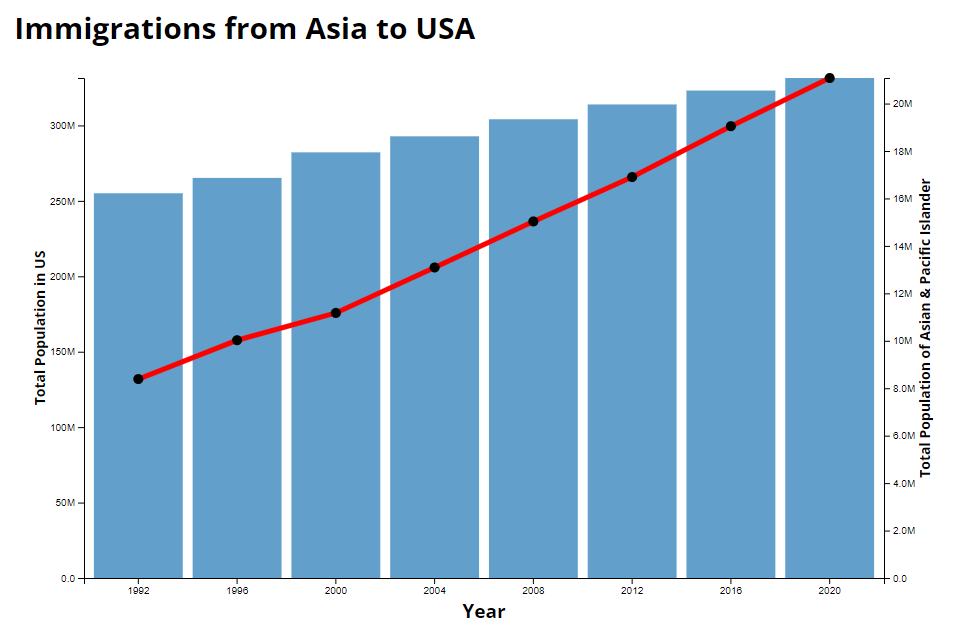 Immigrations from Asia to USA
Total Population in US
300M
250M
200M
150M
100M
50M
0.0
20M
18M
16M
14M
12M
10M
8.0M
6.0M
4.0M
2.0M
0.0
Total Population of Asian & Pacific Islander
1992 1996 2000 2004 2008 2012 2016 2020
Year